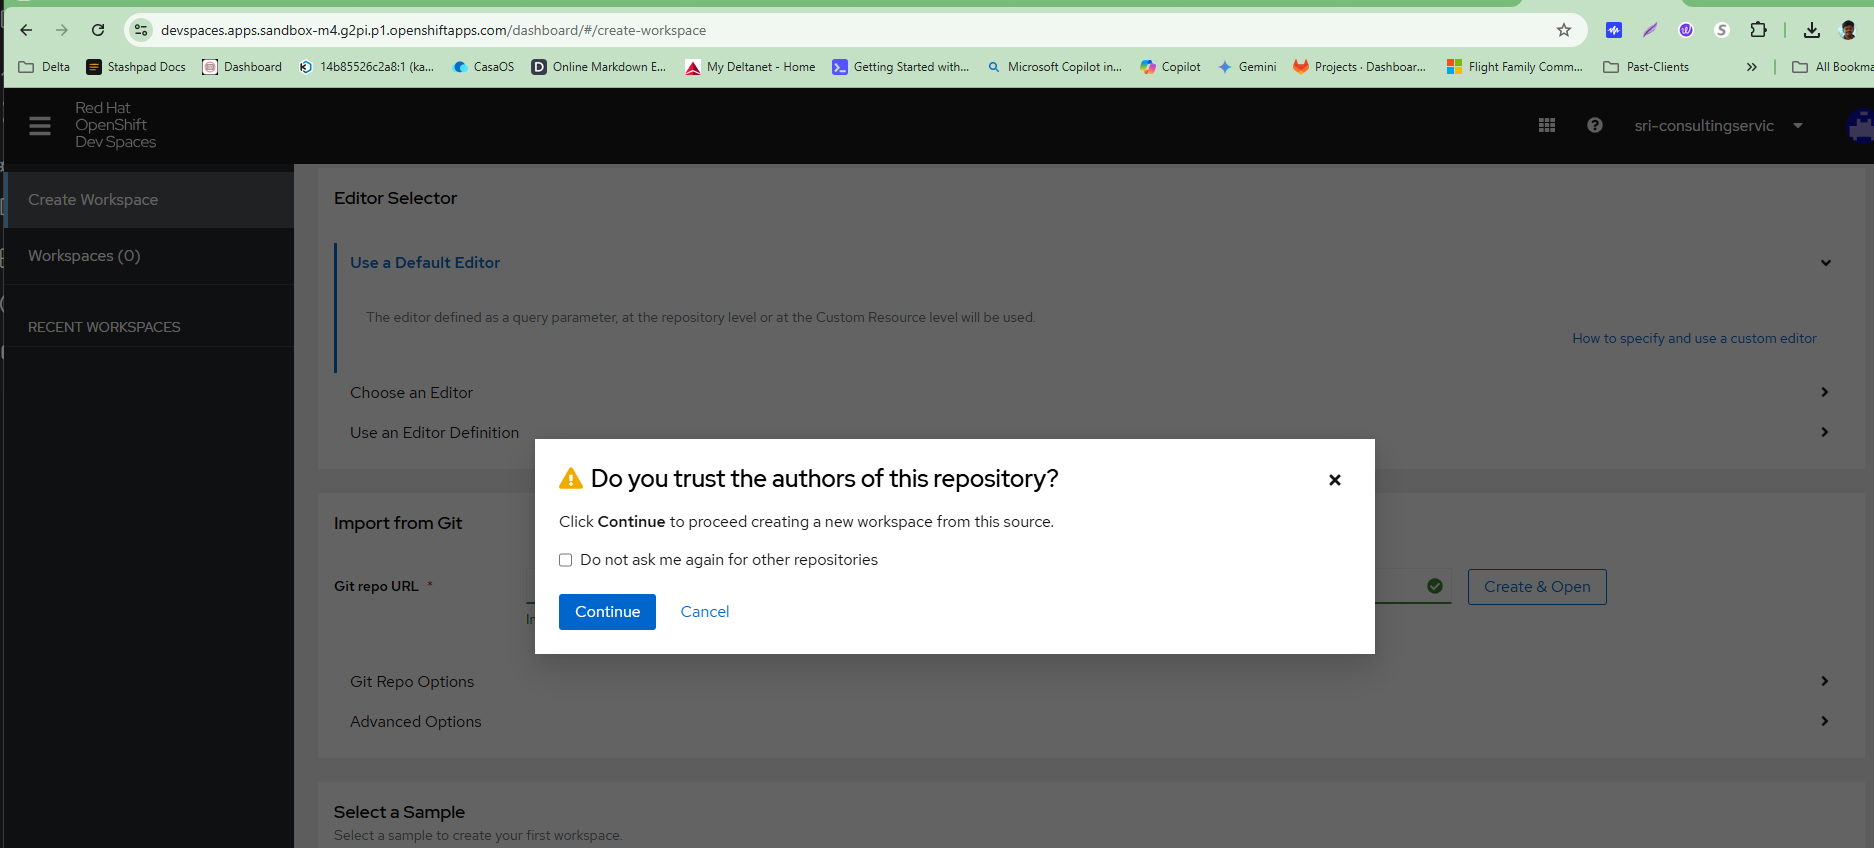 devspaces.apps.sandbox-m4.g2pi.p1.openshiftapps.com/dashboard/#/create-workspace
Delta
Stashpad Docs
Dashboard
14b85526c2a8:1 (ka...
CasaOS
Online Markdown E...
My Deltanet - Home
Getting Started with...
Microsoft Copilot in...
Copilot
Gemini
Projects · Dashboar...
Flight Family Comm...
Past-Clients
All Bookma
Red Hat
OpenShift
Dev Spaces
sri-consultingservic
Create Workspace
Workspaces (0)
RECENT WORKSPACES
Editor Selector
Use a Default Editor
The editor defined as a query parameter, at the repository level or at the Custom Resource level will be used.
How to specify and use a custom editor
Choose an Editor
Use an Editor Definition
Do you trust the authors of this repository?
Click Continue to proceed creating a new workspace from this source.
Do not ask me again for other repositories
Continue
Cancel
Import from Git
Git repo URL *
Create & Open
Git Repo Options
Advanced Options
Select a Sample
Select a sample to create your first workspace.